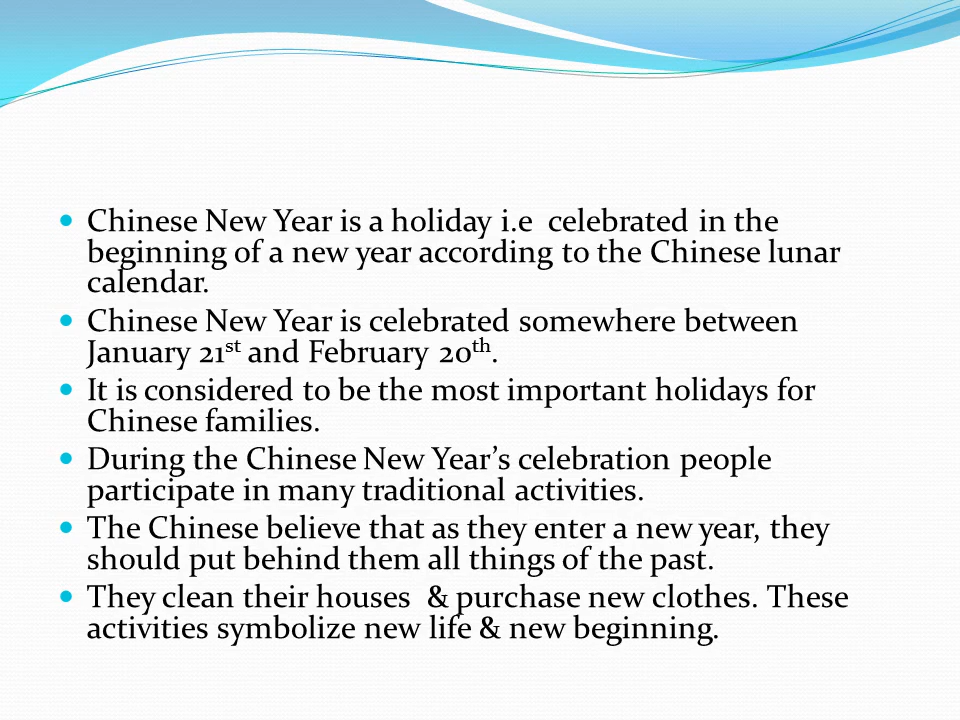 Chinese New Year is a holiday i.e  celebrated in the
beginning of a new year according to the Chinese lunar
calendar.
Chinese New Year is celebrated somewhere between
January 21st and February 20th.
It is considered to be the most important holidays for
Chinese families.
During the Chinese New Year’s celebration people
participate in many traditional activities.
The Chinese believe that as they enter a new year, they
should put behind them all things of the past.
They clean their houses  & purchase new clothes. These
activities symbolize new life & new beginning.